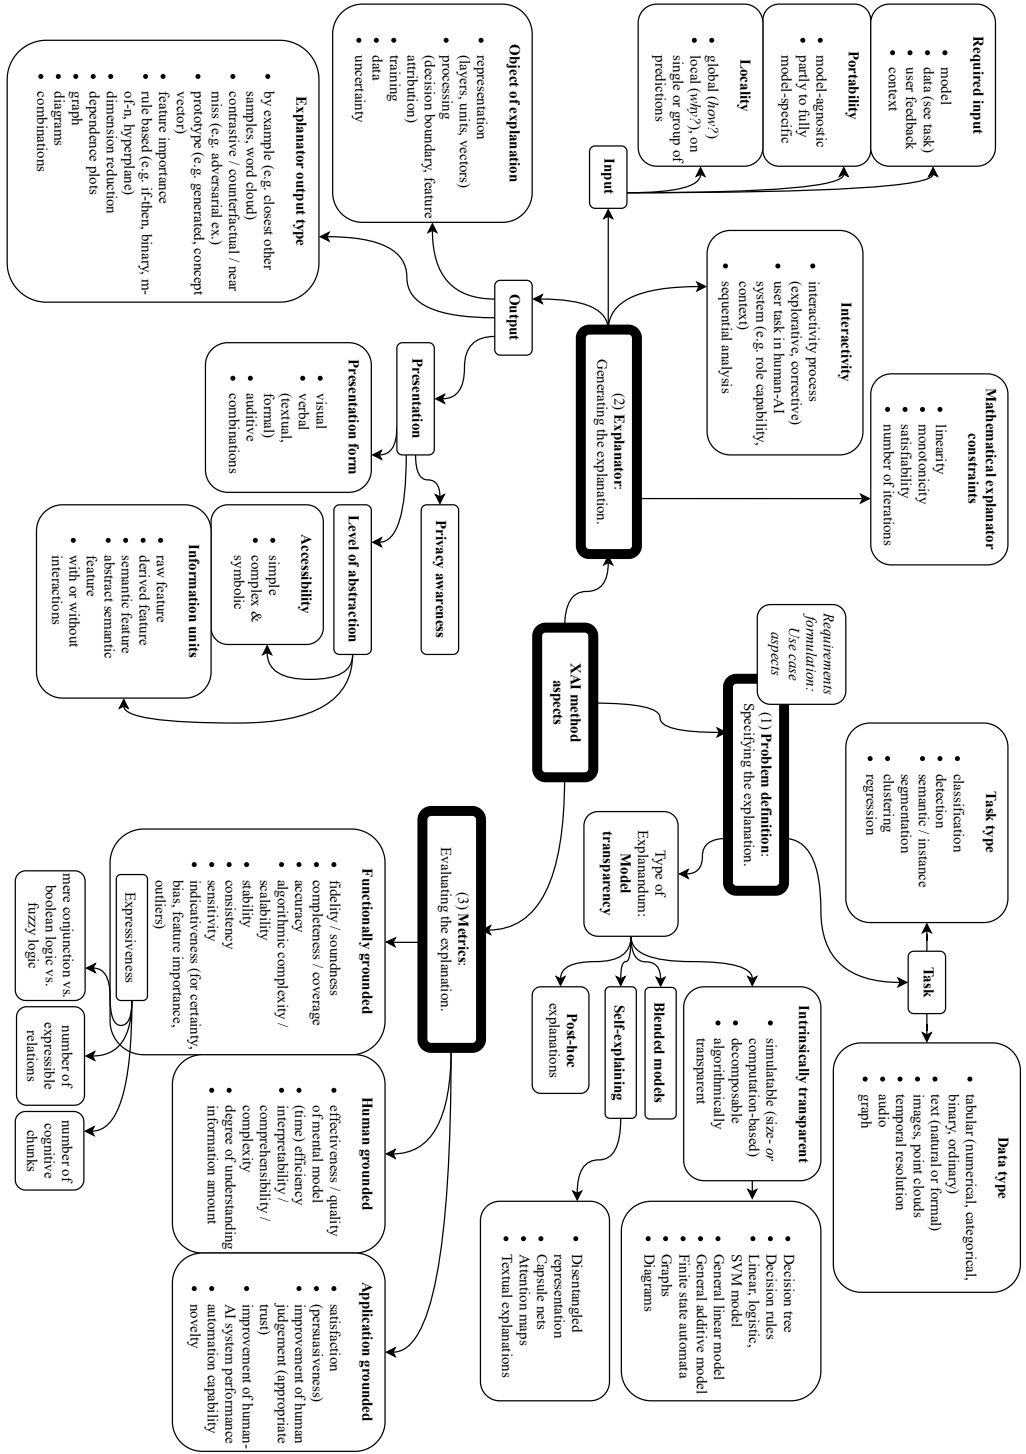 XAI method
aspects
(1) Problem definition:
Specifying the explanation.
Requirements
formulation:
Use case
aspects
Task
Task type
• classification
• detection
• semantic / instance
segmentation
• clustering
• regression
Data type
• tabular (numerical, categorical,
binary, ordinary)
• text (natural or formal)
• images, point clouds
• temporal resolution
• audio
• graph
Type of
Explanandum:
Model
transparency
Intrinsically transparent
• simulatable (size- or
computation-based)
• decomposable
• algorithmically
transparent
• Decision tree
• Decision rules
• Linear, logistic,
SVM model
• General linear model
• General additive model
• Finite state automata
• Graphs
• Diagrams
Blended models
Self-explaining
• Disentangled
representation
• Capsule nets
• Attention maps
• Textual explanations
Post-hoc
explanations
(2) Explanator:
Generating the explanation.
Mathematical explanator
constraints
• linearity
• monotonicity
• satisfiability
• number of iterations
Interactivity
• interactivity process
(explorative, corrective)
• user task in human-AI
system (e.g. role capability,
context)
• sequential analysis
Input
Required input
• model
• data (see task)
• user feedback
• context
Portability
• model-agnostic
• partly to fully
model-specific
Locality
• global (how?)
• local (why?), on
single or group of
predictions
Output
Object of explanation
• representation
(layers, units, vectors)
• processing
(decision boundary, feature
attribution)
• training
• data
• uncertainty
Explanator output type
• by example (e.g. closest other
samples, word cloud)
• contrastive / counterfactual / near
miss (e.g. adversarial ex.)
• prototype (e.g. generated, concept
vector)
• feature importance
• rule based (e.g. if-then, binary, m-
of-n, hyperplane)
• dimension reduction
• dependence plots
• graph
• diagrams
• combinations
Presentation
Presentation form
• visual
• verbal
(textual,
formal)
• auditive
• combinations
Privacy awareness
Level of abstraction
Accessibility
• simple
• complex &
symbolic
Information units
• raw feature
• derived feature
• semantic feature
• abstract semantic
feature
• with or without
interactions
(3) Metrics:
Evaluating the explanation.
Functionally grounded
• fidelity / soundness
• completeness / coverage
• accuracy
• algorithmic complexity /
scalability
• stability
• consistency
• sensitivity
• indicativeness (for certainty,
bias, feature importance,
outliers)
Expressiveness
mere conjunction vs.
boolean logic vs.
fuzzy logic
number of
expressible
relations
number of
cognitive
chunks
Human grounded
• effectiveness / quality
of mental model
• (time) efficiency
• interpretability /
comprehensibility /
complexity
• degree of understanding
• information amount
Application grounded
• satisfaction
(persuasiveness)
• improvement of human
judgement (appropriate
trust)
• improvement of human-
AI system performance
• automation capability
• novelty